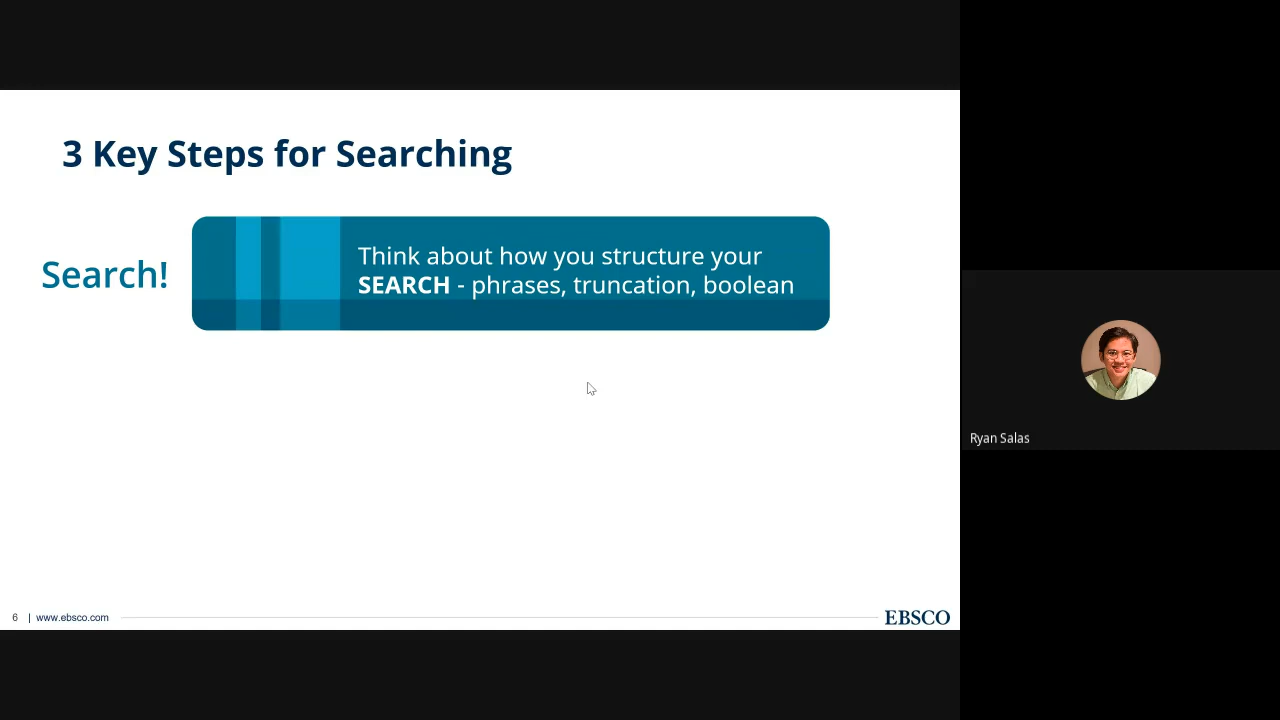 3 Key Steps for Searching
Search!
Think about how you structure your
SEARCH - phrases, truncation, boolean
Ryan Salas
6 | www.ebsco.com
EBSCO